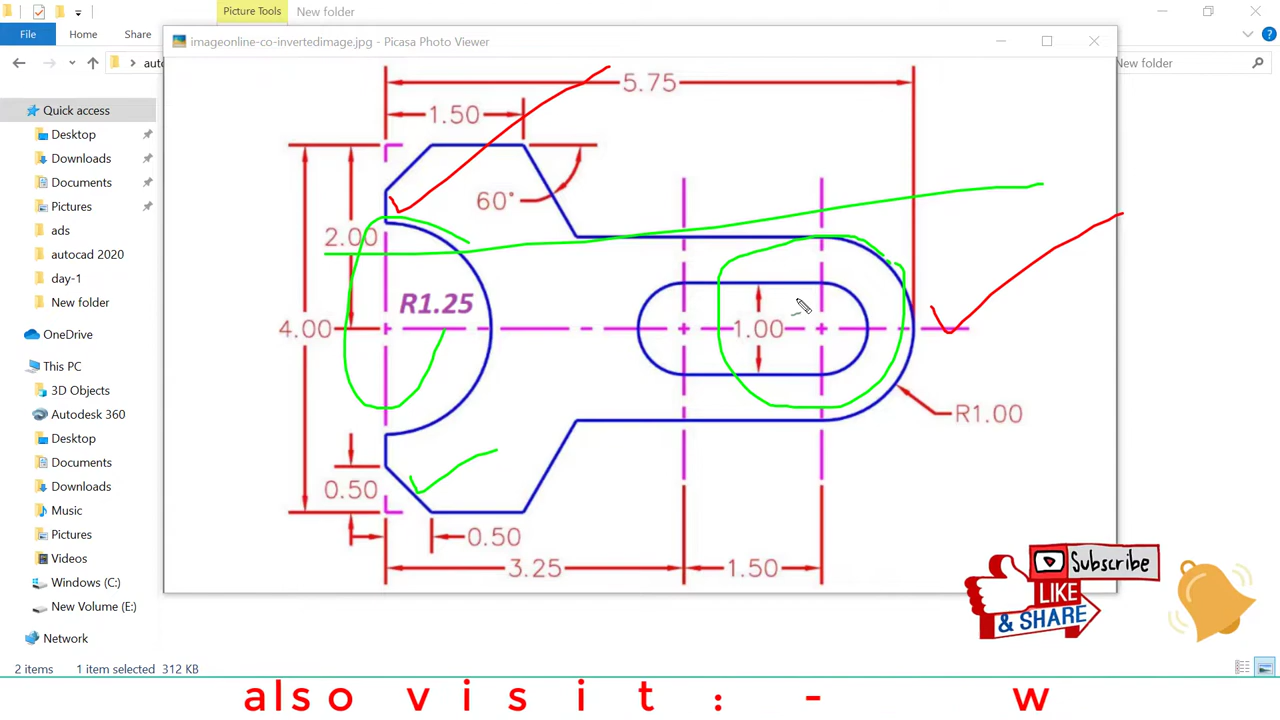 Picture Tools
New folder
File
Home
Share
imageonline-co-invertedimage.jpg - Picasa Photo Viewer
auto
New folder
Quick access
Desktop
Downloads
Documents
Pictures
ads
autocad 2020
day-1
New folder
OneDrive
This PC
3D Objects
Autodesk 360
Desktop
Documents
Downloads
Music
Pictures
Videos
Windows (C:)
New Volume (E:)
Network
5.75
1.50
60°
2.00
R1.25
4.00
1.00
R1.00
0.50
0.50
3.25
1.50
Subscribe
LIKE
& SHARE
2 items
1 item selected 312 KB
also visit : - w